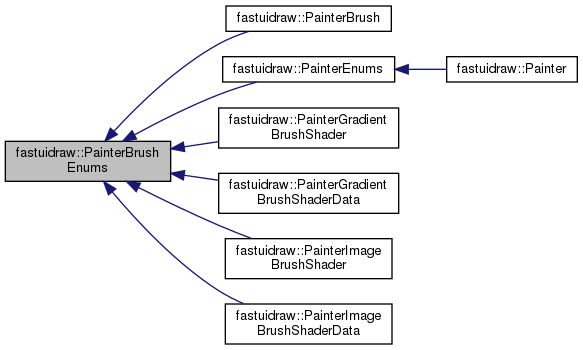 fastuidraw::PainterBrush
Enums
fastuidraw::PainterBrush
fastuidraw::PainterEnums
fastuidraw::Painter
fastuidraw::PainterGradient
BrushShader
fastuidraw::PainterGradient
BrushShaderData
fastuidraw::PainterImage
BrushShader
fastuidraw::PainterImage
BrushShaderData